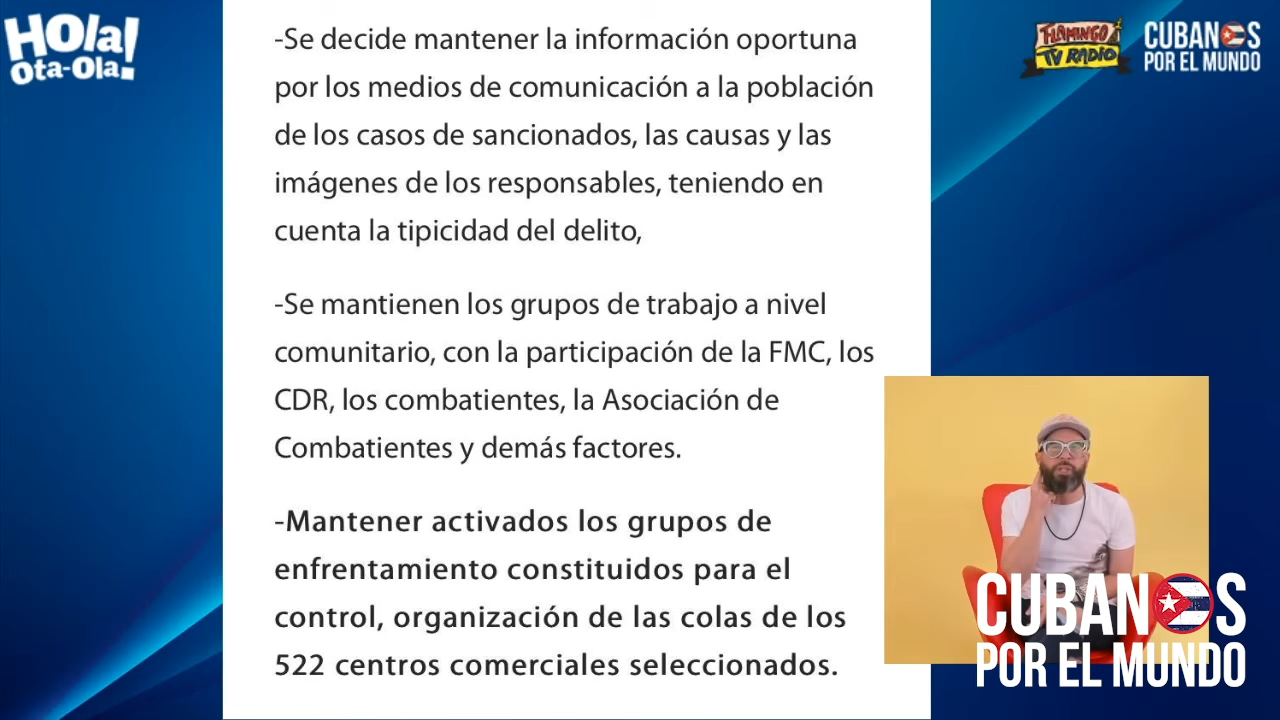 HOla!
Ota-Ola!
-Se decide mantener la información oportuna
por los medios de comunicación a la población
de los casos de sancionados, las causas y las
imágenes de los responsables, teniendo en
cuenta la tipicidad del delito,
-Se mantienen los grupos de trabajo a nivel
comunitario, con la participación de la FMC, los
CDR, los combatientes, la Asociación de
Combatientes y demás factores.
-Mantener activados los grupos de
enfrentamiento constituidos para el
control, organización de las colas de los
522 centros comerciales seleccionados.
FLAMINGO
TV RADIO
CUBANOS
POR EL MUNDO
CUBANOS
POR EL MUNDO